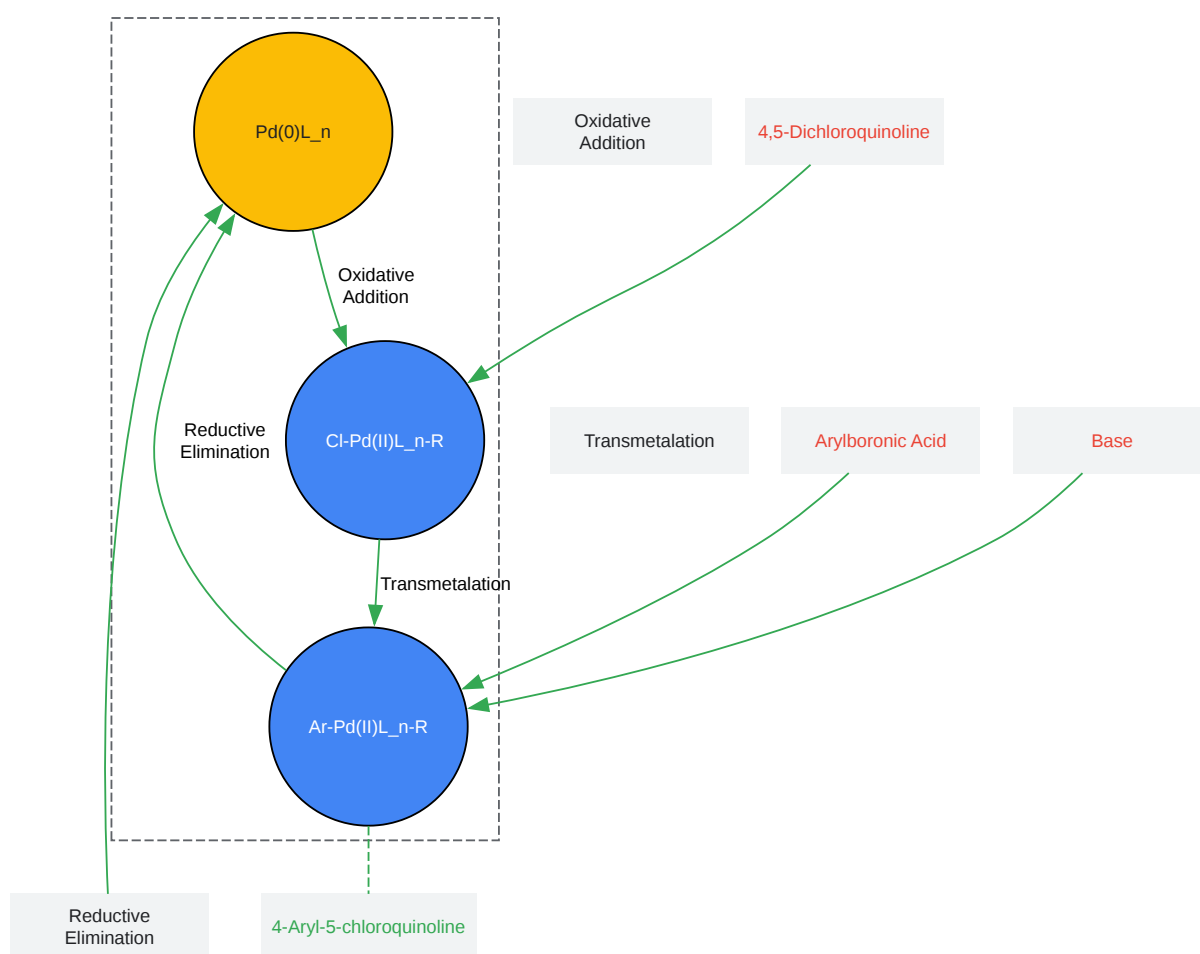 Pd(0)L_n
Oxidative
Addition
4,5-Dichloroquinoline
Oxidative
Addition
Reductive
Elimination
Cl-Pd(II)L_n-R
Transmetalation
Arylboronic Acid
Base
Transmetalation
Ar-Pd(II)L_n-R
Reductive
Elimination
4-Aryl-5-chloroquinoline